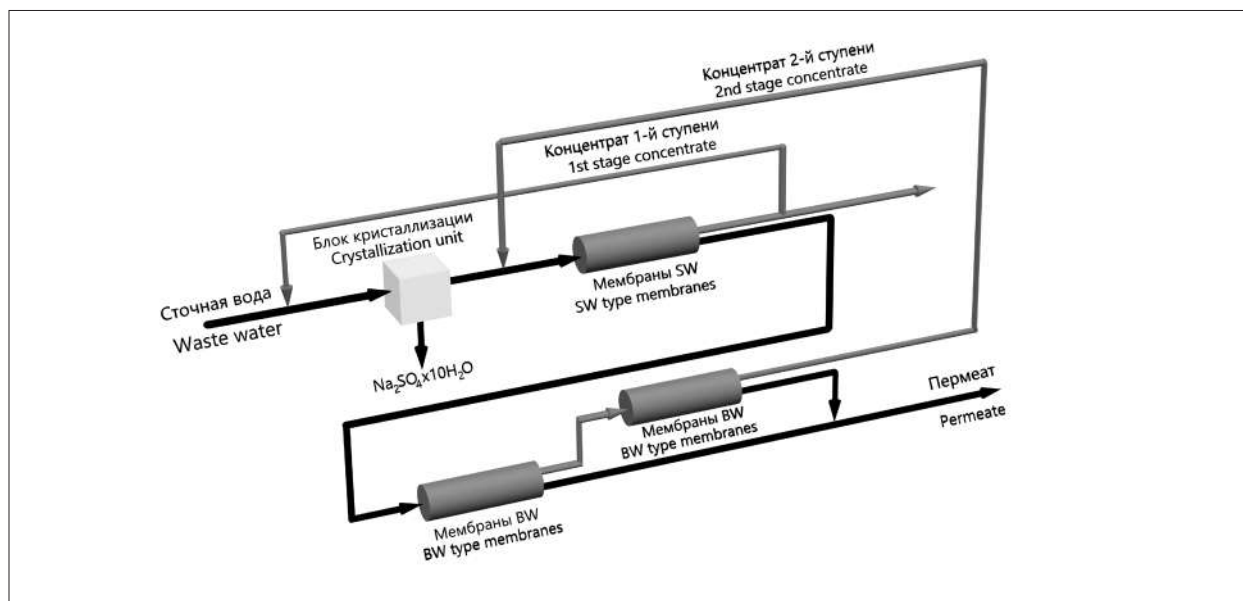 Концентрат 2-й ступени
2nd stage concentrate
Концентрат 1-й ступени
1st stage concentrate
Блок кристаллизации
Crystallization unit
Сточная вода
Waste water
Мембраны SW
SW type membranes
Na₂SO₄x10H₂O
Пермеат
Permeate
Мембраны BW
BW type membranes
Мембраны BW
BW type membranes